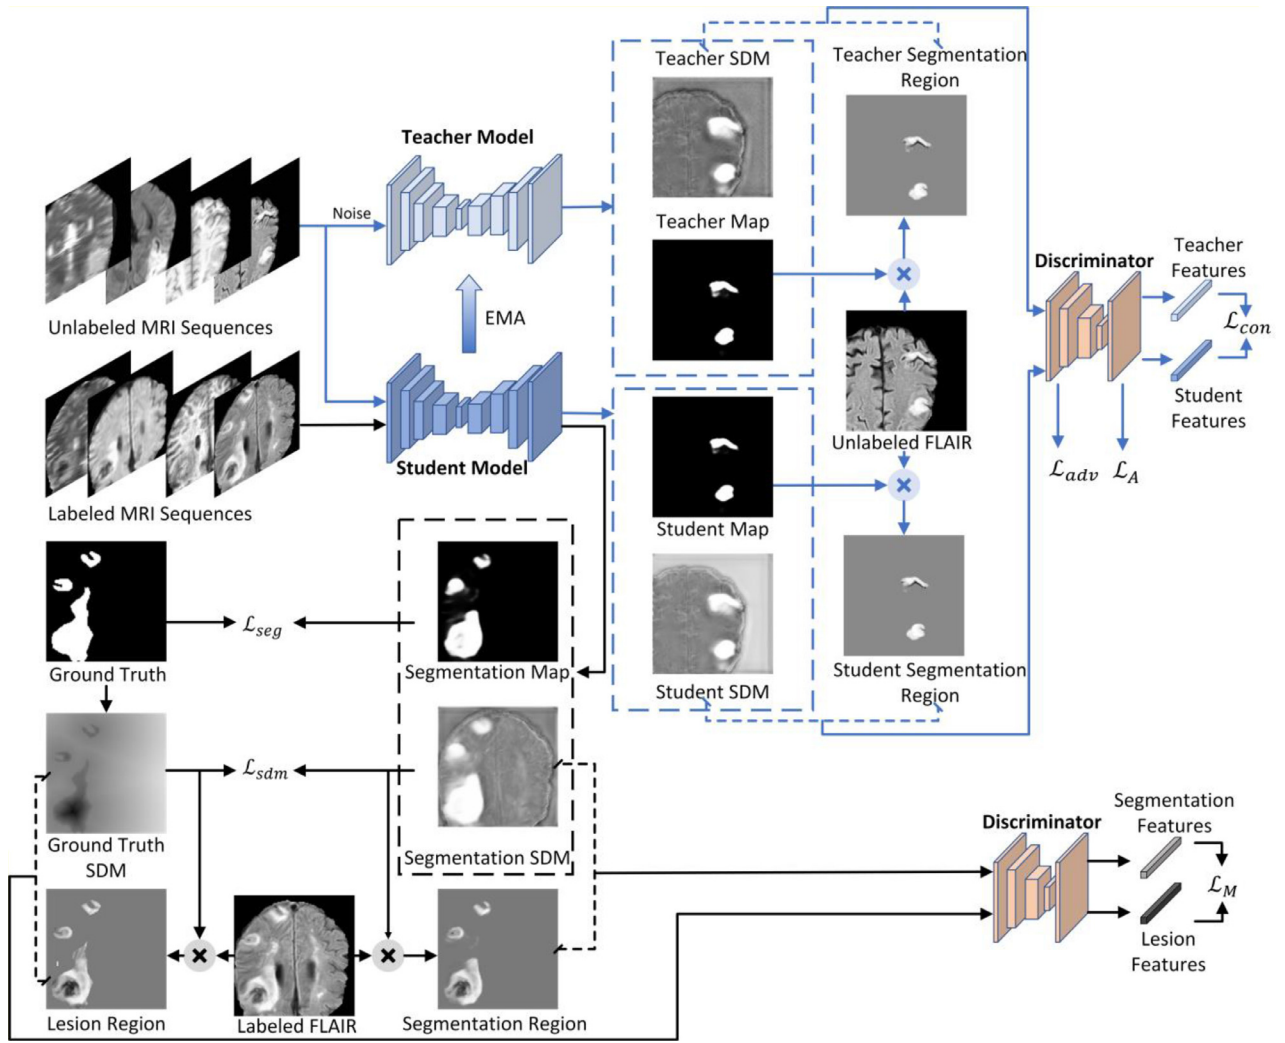 Teacher SDM
Teacher Segmentation
Region
Teacher Model
Noise
Teacher Map
Unlabeled MRI Sequences
EMA
Discriminator
Teacher
Features
ℒcon
Student
Features
Unlabeled FLAIR
Student Model
Labeled MRI Sequences
ℒadv
ℒA
Student Map
ℒseg
Ground Truth
Segmentation Map
Student SDM
Student Segmentation
Region
ℒsdm
Ground Truth
SDM
Segmentation SDM
Discriminator
Segmentation
Features
ℒM
Lesion
Features
Lesion Region
Labeled FLAIR
Segmentation Region